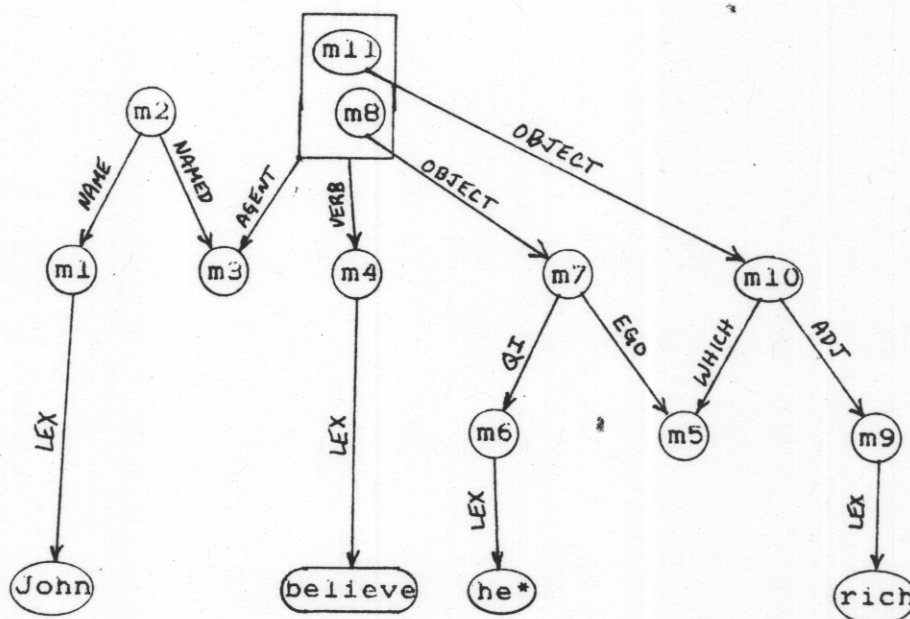 m11
m2
m8
OBJECT
NAME
NAMED
AGENT
VERB
OBJECT
m1
m3
m4
m7
m10
QI
EGO
WHICH
ADJ
m6
m5
m9
LEX
LEX
LEX
LEX
John
believe
he*
rich